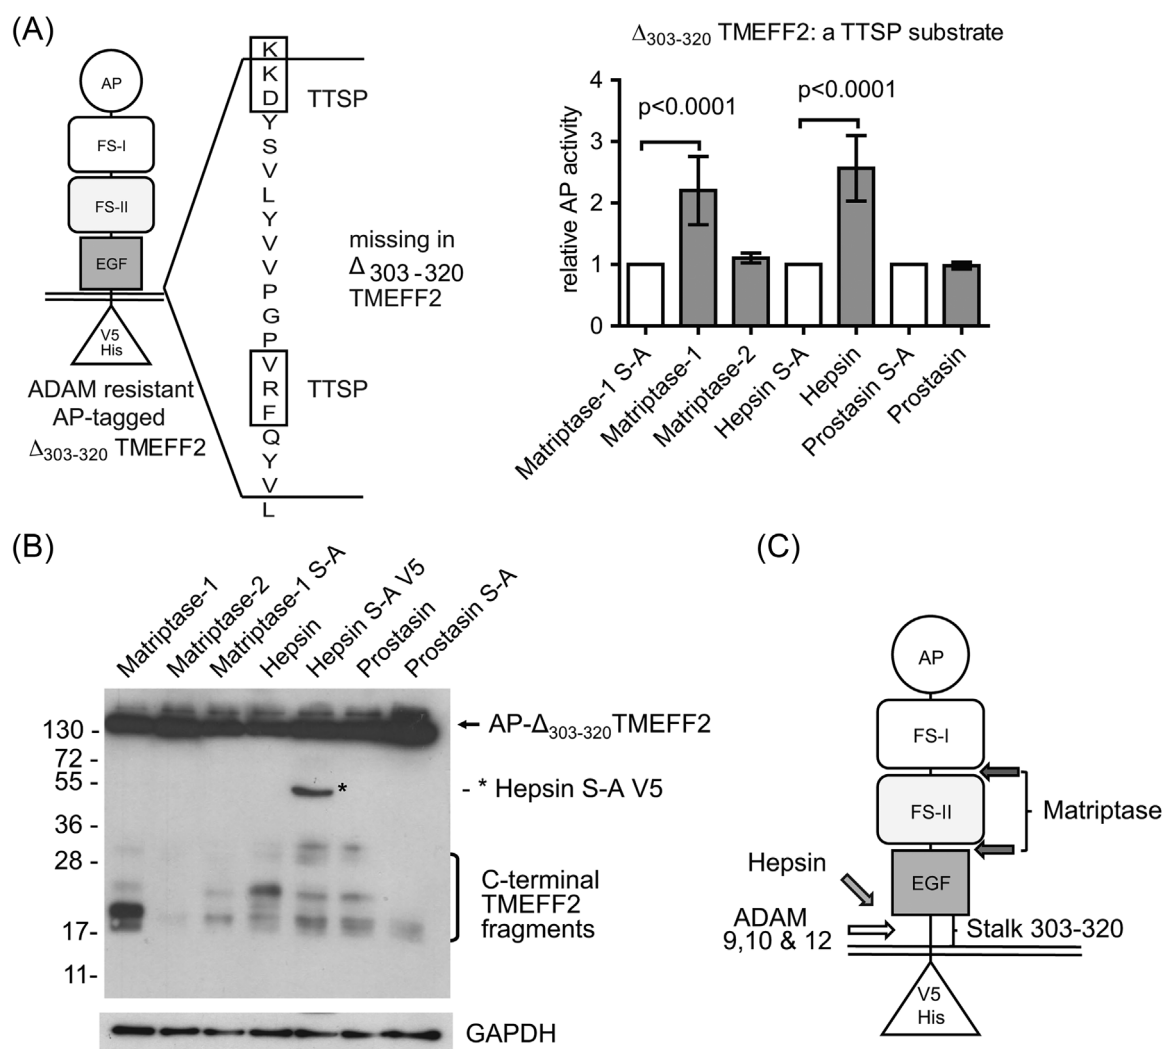 (A)
AP
FS-I
FS-II
EGF
V5
His
ADAM resistant
AP-tagged
Δ303-320 TMEFF2
K
K
D
Y
S
V
L
Y
V
V
P
G
P
V
R
F
Q
Y
V
L
TTSP
missing in
Δ 303 - 320
TMEFF2
TTSP
Δ303-320 TMEFF2: a TTSP substrate
relative AP activity
4
3
2
1
0
p<0.0001
p<0.0001
Matriptase-1 S-A
Matriptase-1
Matriptase-2
Hepsin S-A
Hepsin
Prostasin S-A
Prostasin
(B)
Matriptase-1
Matriptase-2
Matriptase-1 S-A
Hepsin
Hepsin S-A V5
Prostasin
Prostasin S-A
130 -
72 -
55 -
36 -
28 -
17-
11-
*
AP-Δ303-320TMEFF2
- * Hepsin S-A V5
C-terminal
TMEFF2
fragments
GAPDH
(C)
AP
FS-I
FS-II
EGF
Matriptase
Hepsin
ADAM
9,10 & 12
Stalk 303-320
V5
His